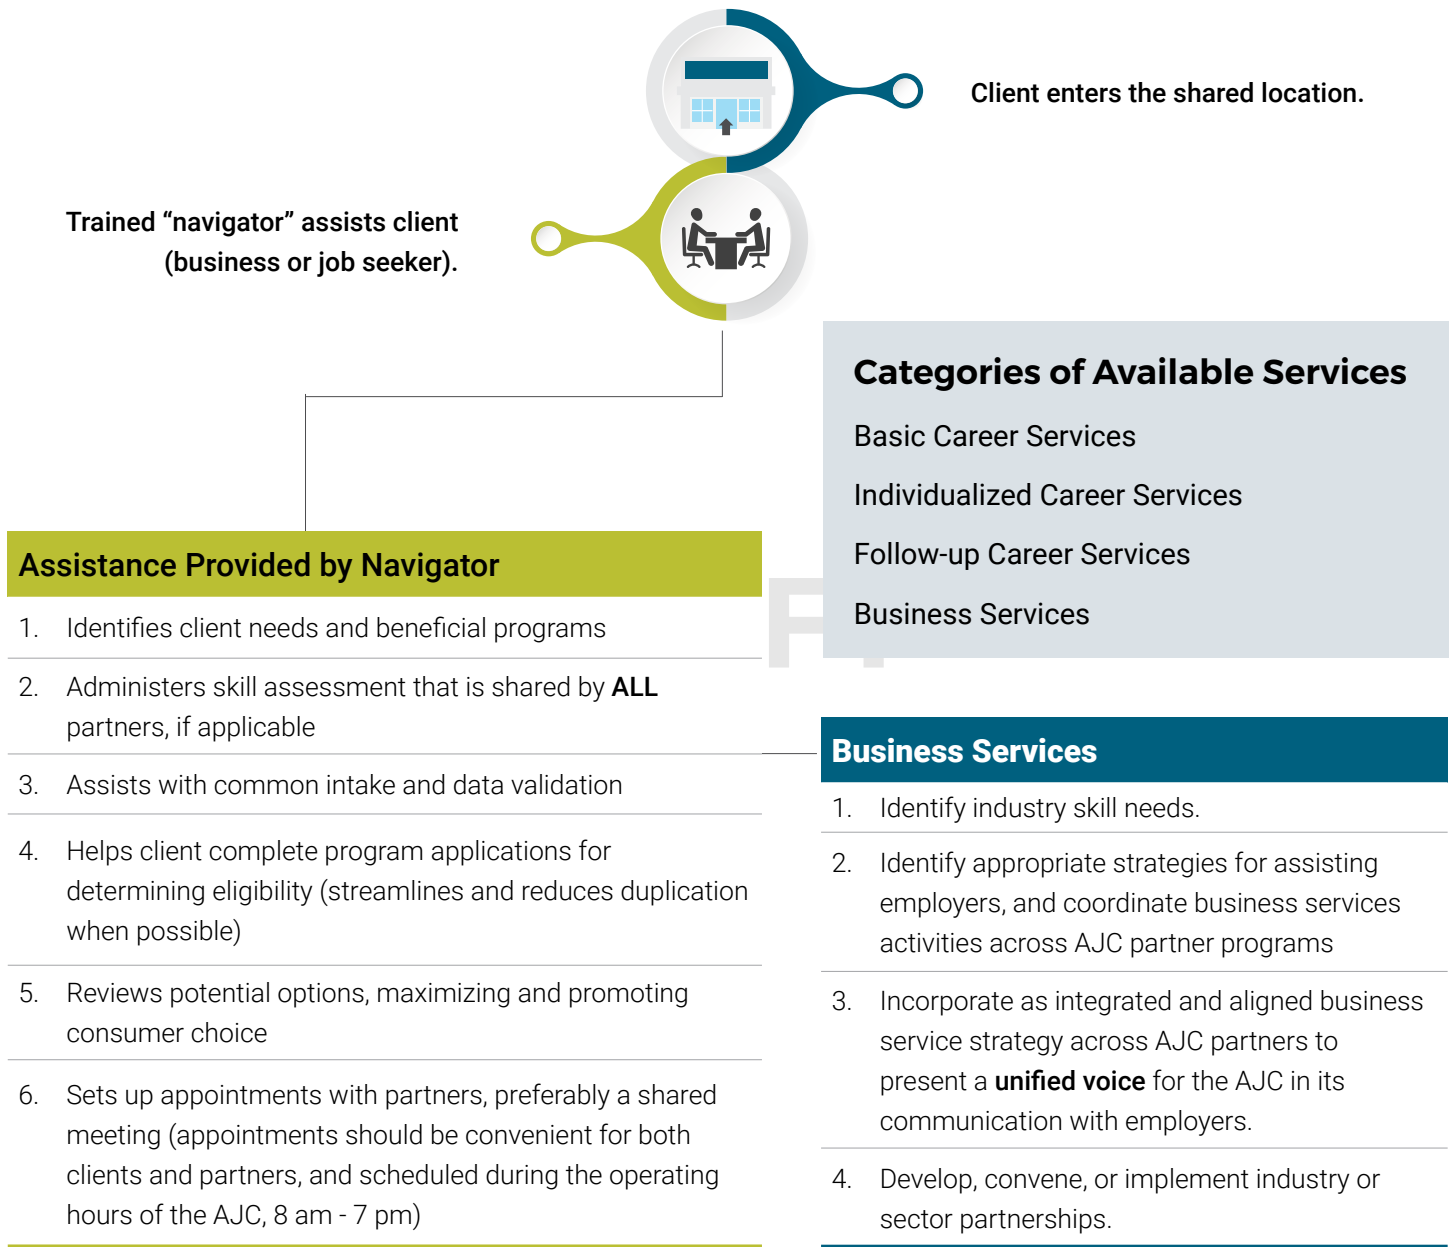 Client enters the shared location.
Trained “navigator” assists client
(business or job seeker).
Categories of Available Services
Basic Career Services
Individualized Career Services
Follow-up Career Services
Business Services
Assistance Provided by Navigator
1. Identifies client needs and beneficial programs
2. Administers skill assessment that is shared by ALL
partners, if applicable
3. Assists with common intake and data validation
4. Helps client complete program applications for
determining eligibility (streamlines and reduces duplication
when possible)
5. Reviews potential options, maximizing and promoting
consumer choice
6. Sets up appointments with partners, preferably a shared
meeting (appointments should be convenient for both
clients and partners, and scheduled during the operating
hours of the AJC, 8 am - 7 pm)
Business Services
1. Identify industry skill needs.
2. Identify appropriate strategies for assisting
employers, and coordinate business services
activities across AJC partner programs
3. Incorporate as integrated and aligned business
service strategy across AJC partners to
present a unified voice for the AJC in its
communication with employers.
4. Develop, convene, or implement industry or
sector partnerships.